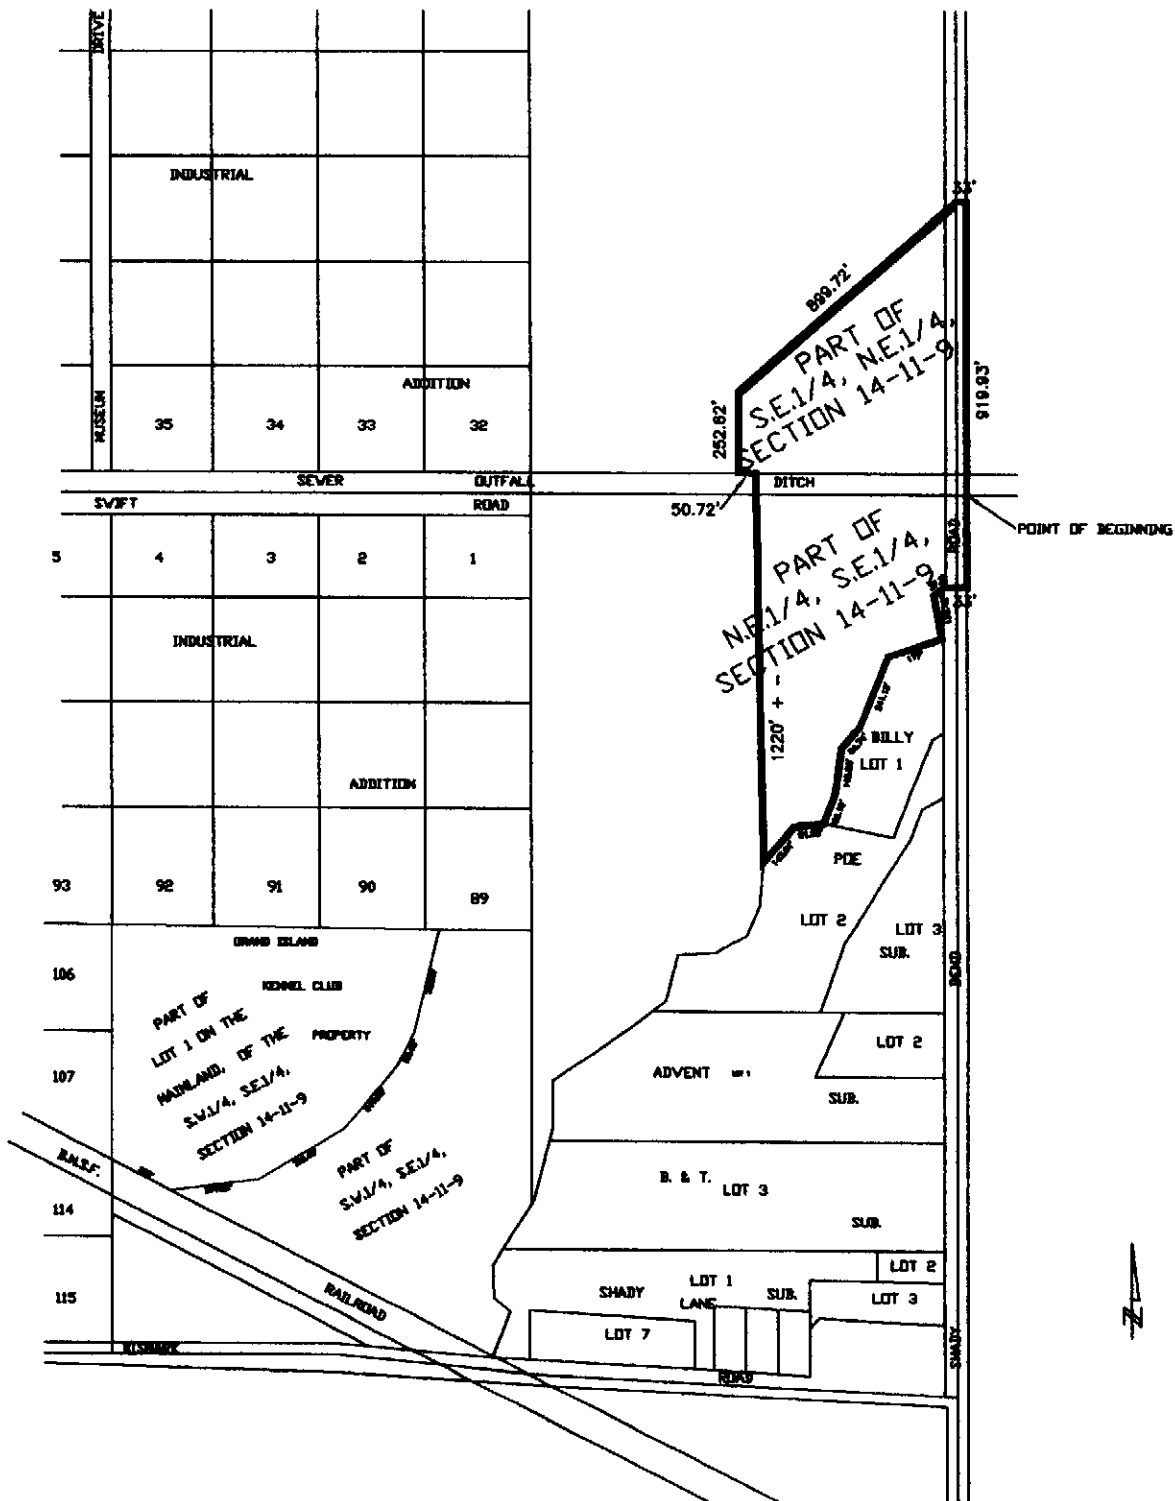 DRIVE
INDUSTRIAL
33'
899.72'
PART OF
S.E.1/4, N.E.1/4,
SECTION 14-11-9
919.93'
252.62'
ADDITION
MUSEUM
35
34
33
32
SEWER
OUTFALL
DITCH
SWIFT
ROAD
50.72'
POINT OF BEGINNING
ROAD
5
4
3
2
1
PART OF
N.E.1/4, S.E.1/4,
SECTION 14-11-9
33'
INDUSTRIAL
1220' + -
BILLY
LOT 1
ADDITION
POE
93
92
91
90
89
LOT 2
LOT 3
SUB.
GRAND ISLAND
KENNEL CLUB
PROPERTY
106
BEND
PART OF
LOT 1 ON THE
MAINLAND, OF THE
S.W.1/4, S.E.1/4,
SECTION 14-11-9
LOT 2
107
ADVENT
SUB.
B.N.S.F.
PART OF
S.W.1/4, S.E.1/4,
SECTION 14-11-9
B. & T.
LOT 3
114
SUB.
LOT 2
LOT 1
SHADY
LANE
SUB.
LOT 3
115
RAILROAD
LOT 7
BISMARK
ROAD
SHADY
N